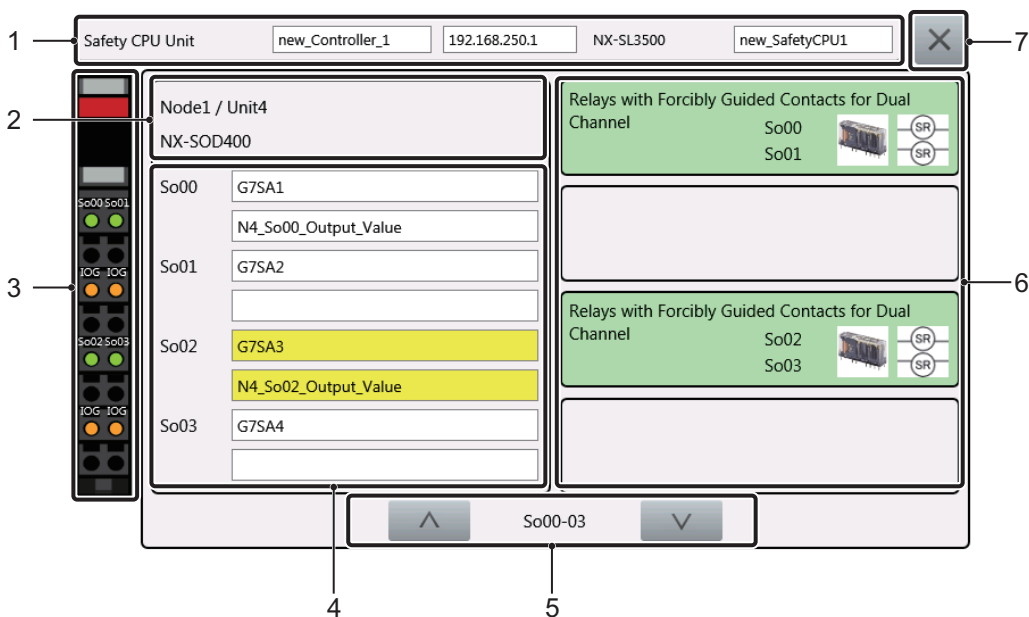 1
Safety CPU Unit
new_Controller_1
192.168.250.1
NX-SL3500
new_SafetyCPU1
7
2
Node1 / Unit4
NX-SOD400
3
So00 So01
IOG IOG
So02 So03
IOG IOG
So00
G7SA1
N4_So00_Output_Value
So01
G7SA2
So02
G7SA3
N4_So02_Output_Value
So03
G7SA4
Relays with Forcibly Guided Contacts for Dual
Channel
So00
SR
So01
SR
6
Relays with Forcibly Guided Contacts for Dual
Channel
So02
SR
So03
SR
So00-03
4
5